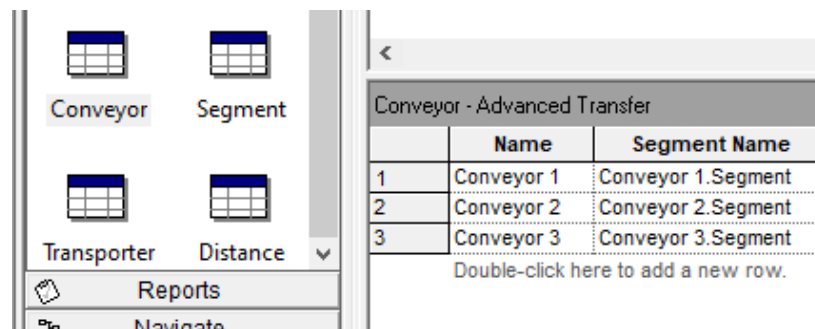 Conveyor Segment
Transporter Distance
Reports
Navigate
Conveyor - Advanced Transfer
Name Segment Name
1 Conveyor 1 Conveyor 1.Segment
2 Conveyor 2 Conveyor 2.Segment
3 Conveyor 3 Conveyor 3.Segment
Double-click here to add a new row.